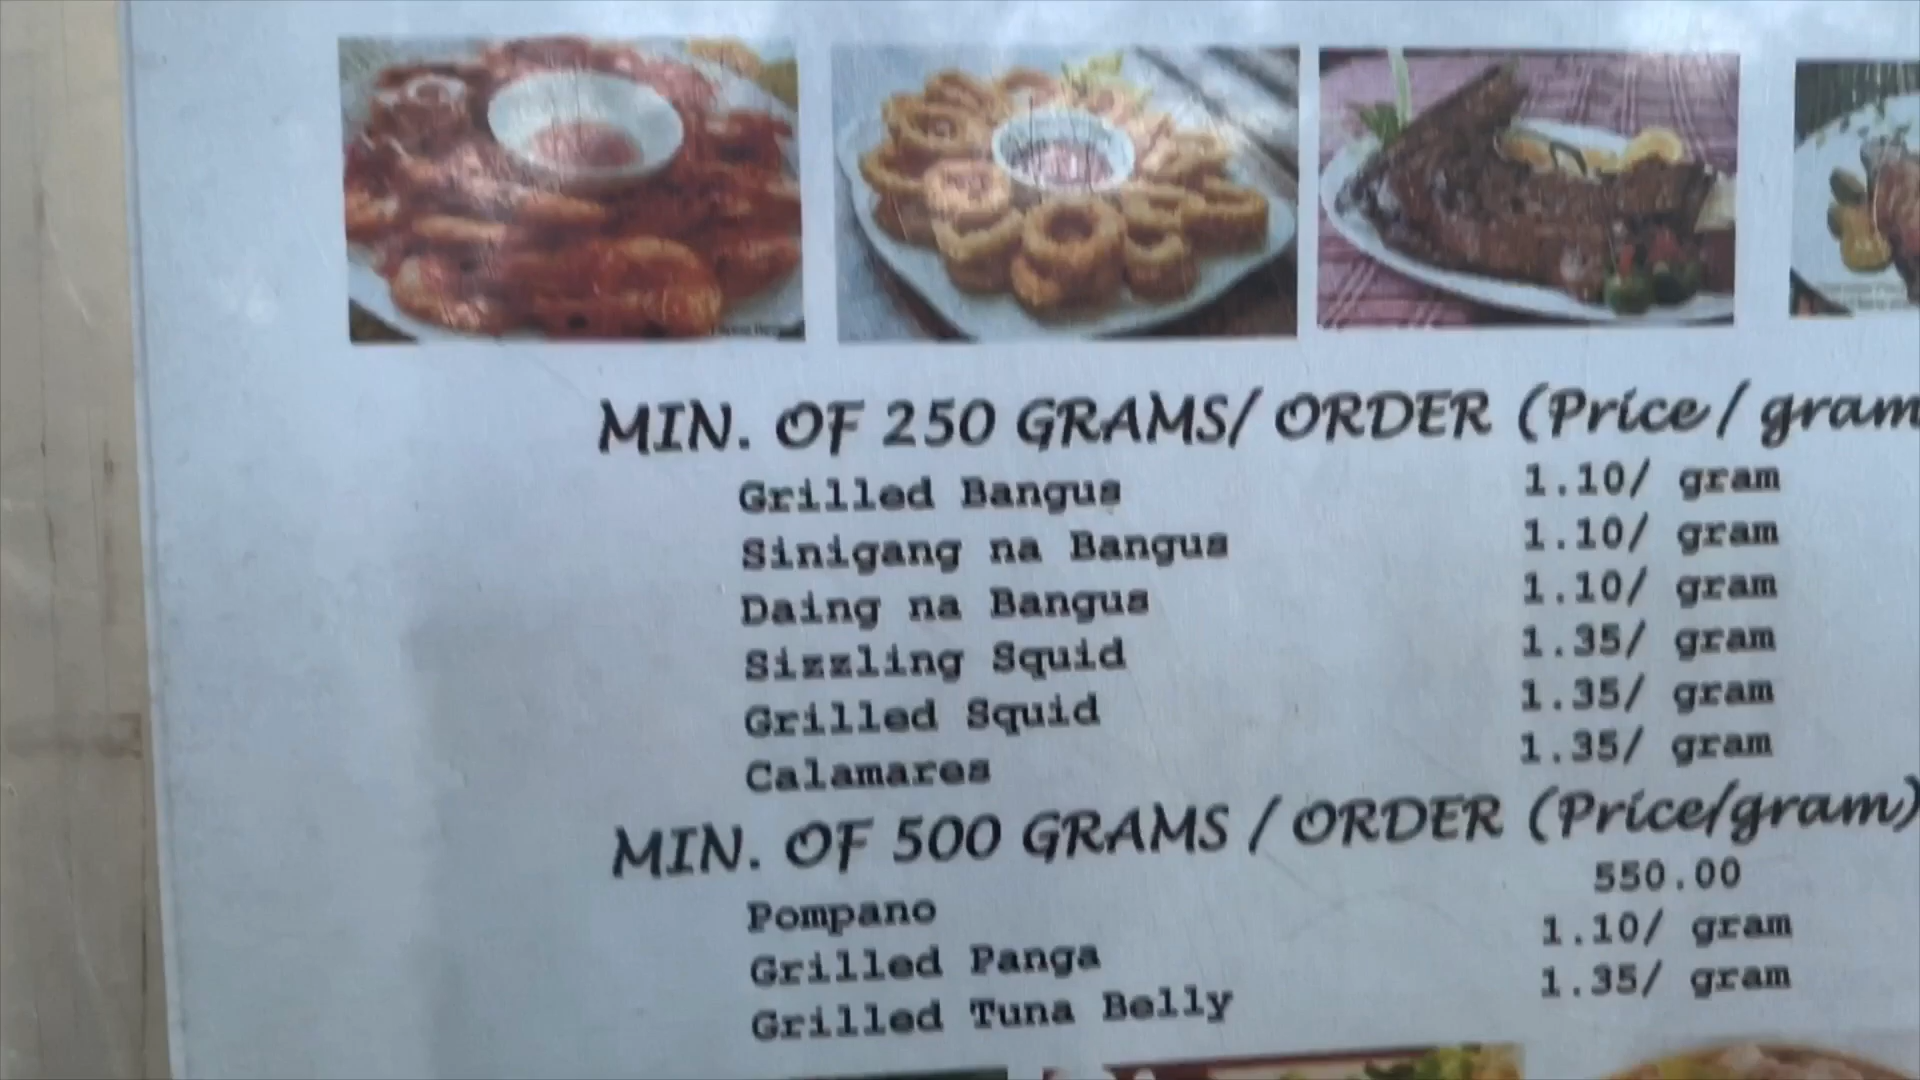 MIN. OF 250 GRAMS/ ORDER (Price / gram
Grilled Bangus 1.10/ gram
Sinigang na Bangus 1.10/ gram
Daing na Bangus 1.10/ gram
Sizzling Squid 1.35/ gram
Grilled Squid 1.35/ gram
Calamares 1.35/ gram
MIN. OF 500 GRAMS / ORDER (Price/gram)
Pompano 550.00
Grilled Panga 1.10/ gram
Grilled Tuna Belly 1.35/ gram